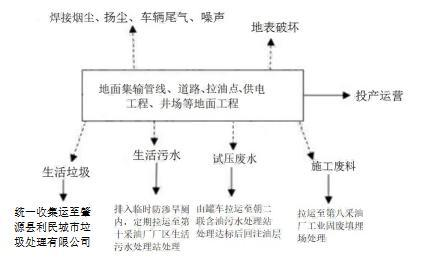 焊接烟尘、扬尘、车辆尾气、噪声
地表破坏
地面集输管线、道路、拉油点、供电
工程、井场等地面工程
投产运营
生活垃圾
生活污水
试压废水
施工废料
统一收集运至肇
源县利民城市垃
圾处理有限公司
排入临时防渗旱厕
内，定期拉运至第
十采油厂厂区生活
污水处理站处理
由罐车拉运至朝二
联含油污水处理站
处理达标后回注油层
拉运至第八采油
厂工业固废填埋
场处理